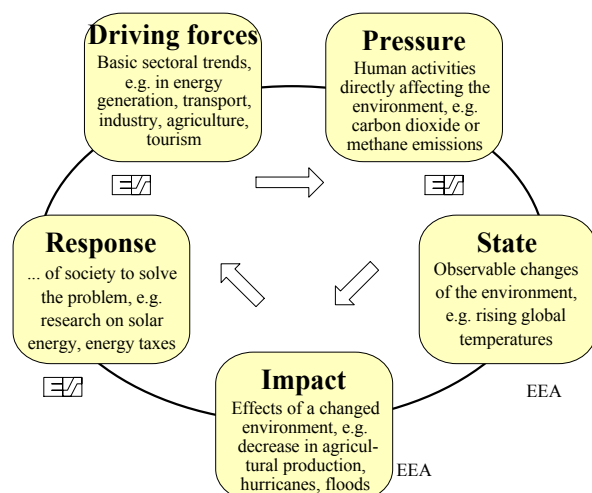 Driving forces
Basic sectoral trends,
e.g. in energy
generation, transport,
industry, agriculture,
tourism
Pressure
Human activities
directly affecting the
environment, e.g.
carbon dioxide or
methane emissions
State
Observable changes
of the environment,
e.g. rising global
temperatures
EEA
Impact
Effects of a changed
environment, e.g.
decrease in agricul-
tural production,
hurricanes, floods
EEA
Response
... of society to solve
the problem, e.g.
research on solar
energy, energy taxes